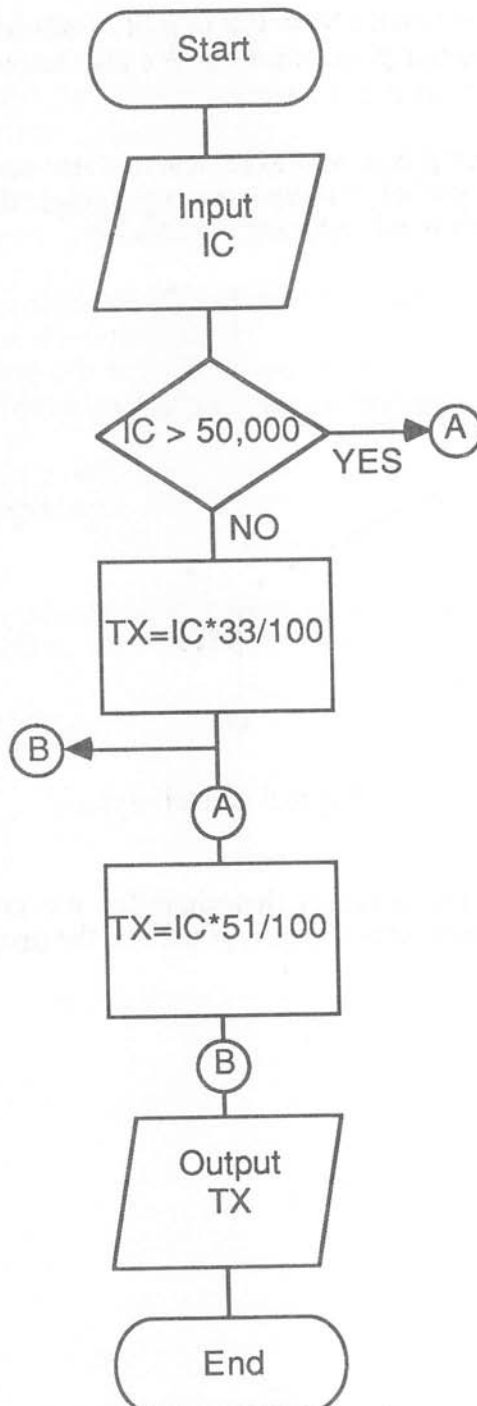 Start
Input
IC
IC > 50,000
A
YES
NO
TX=IC*33/100
B
A
TX=IC*51/100
B
Output
TX
End